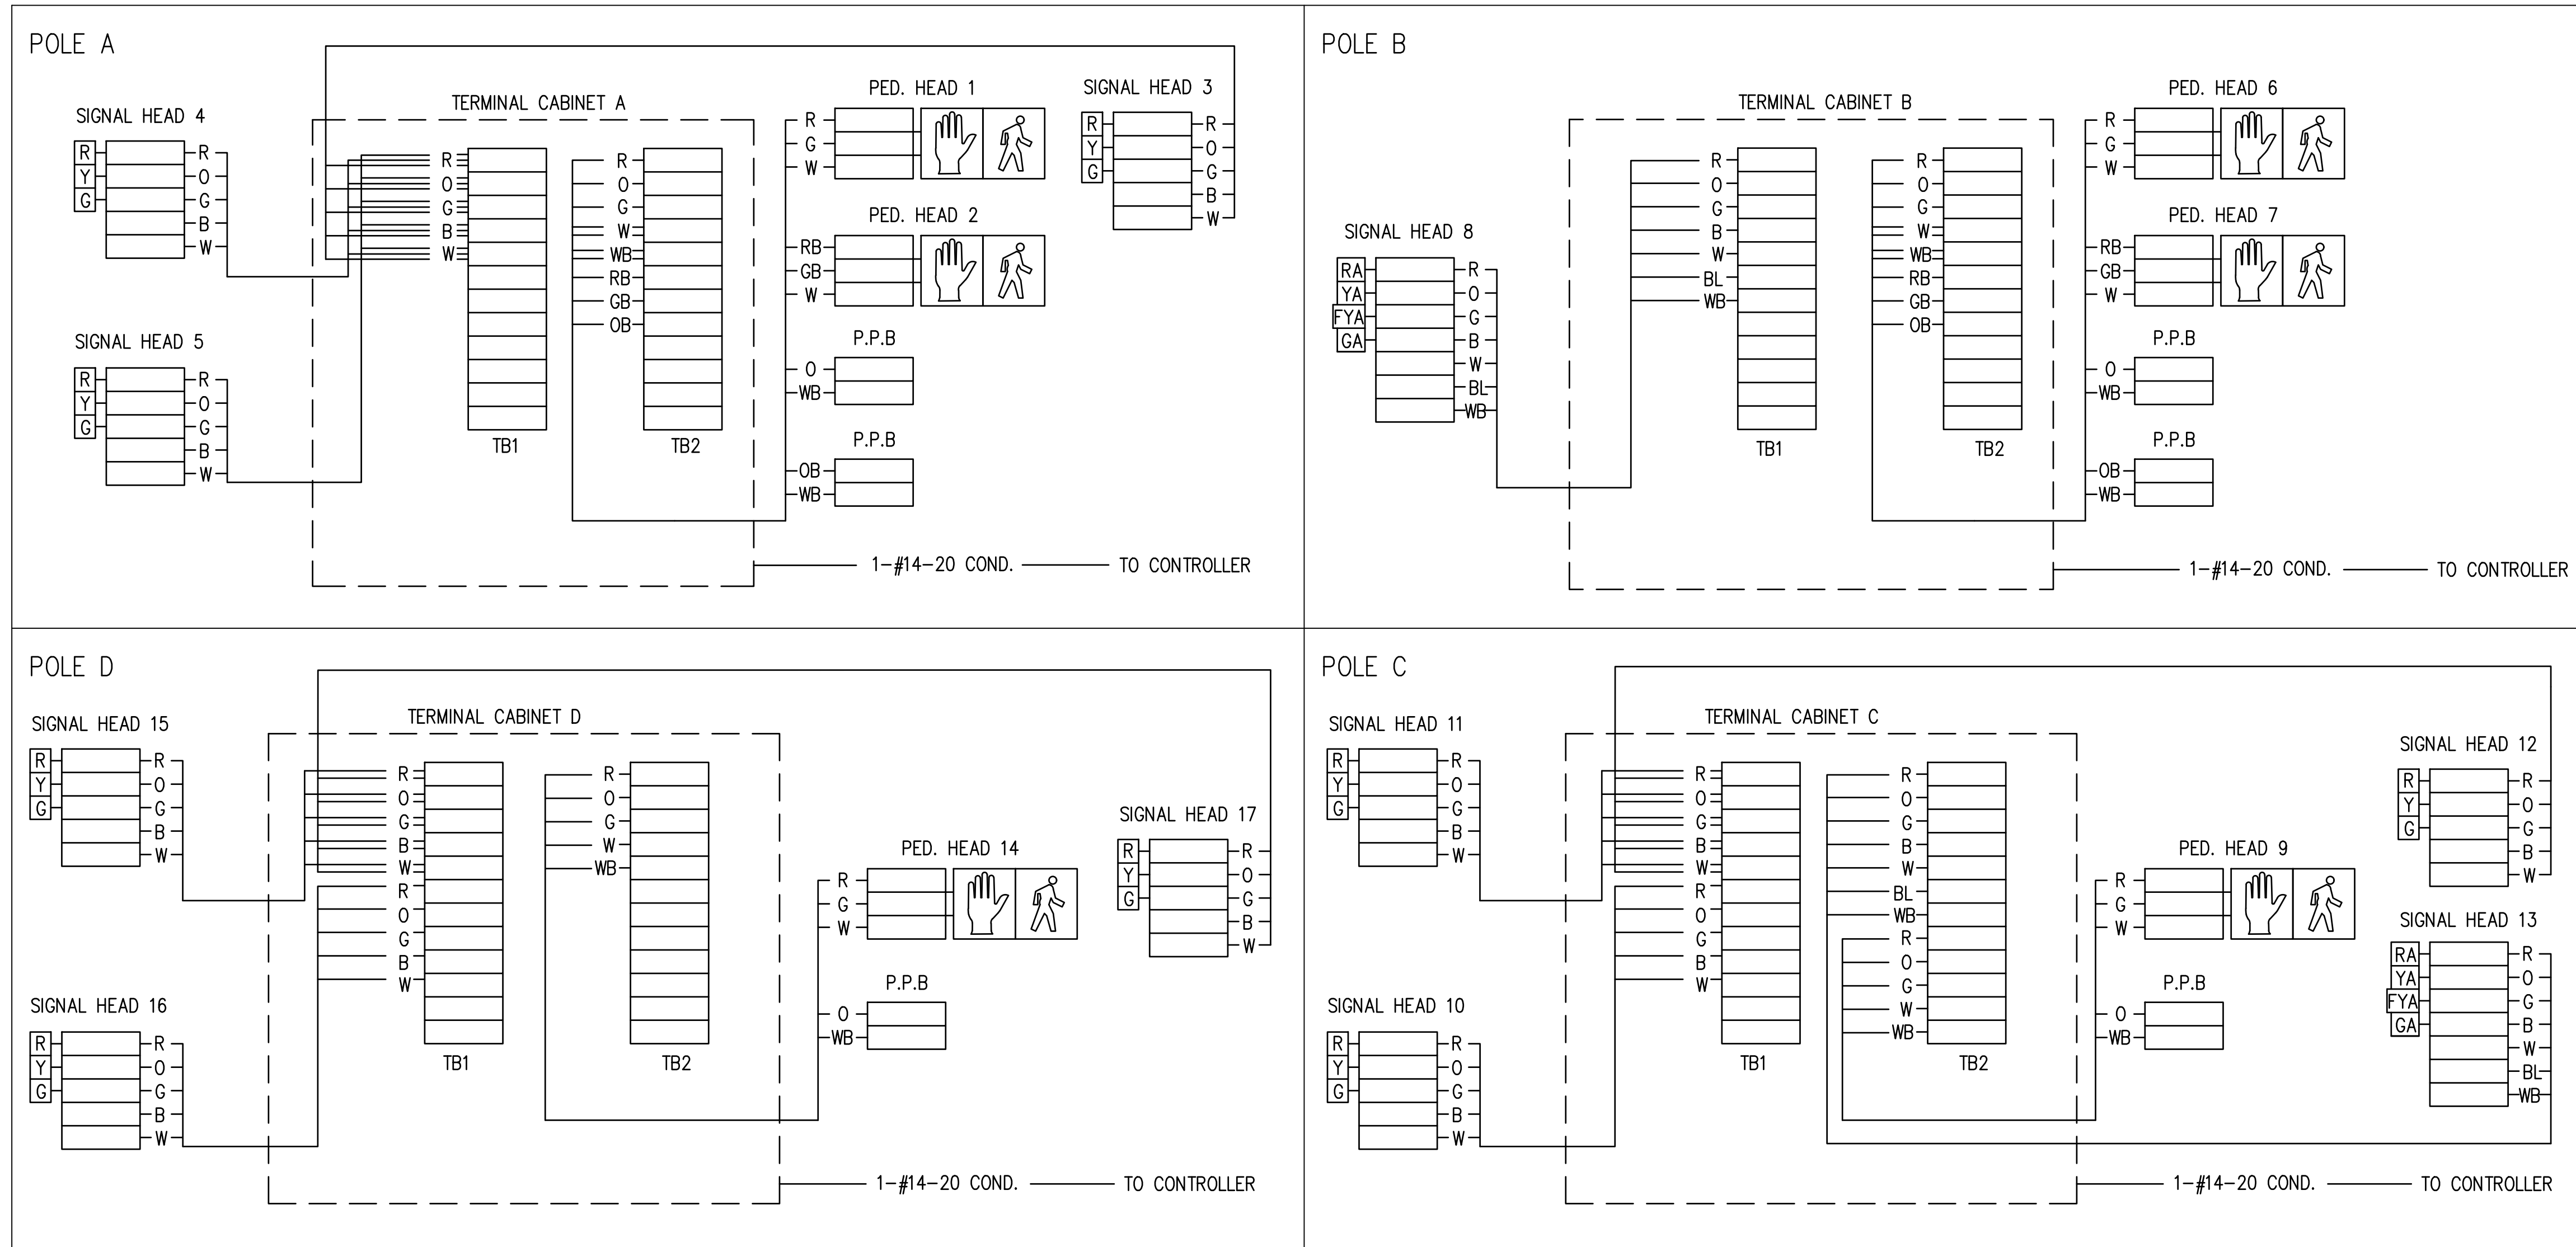 POLE A
TERMINAL CABINET A
SIGNAL HEAD 4
R
Y
G
R
O
G
B
W
SIGNAL HEAD 5
R
Y
G
R
O
G
B
W
R
O
G
B
W
TB1
R
O
G
W
WB
RB
GB
OB
TB2
PED. HEAD 1
R
G
W
PED. HEAD 2
RB
GB
W
P.P.B
O
WB
P.P.B
OB
WB
SIGNAL HEAD 3
R
Y
G
R
O
G
B
W
1-#14-20 COND. TO CONTROLLER
POLE B
TERMINAL CABINET B
SIGNAL HEAD 8
RA
YA
FYA
GA
R
O
G
B
W
BL
WB
R
O
G
B
W
BL
WB
TB1
R
O
G
W
WB
RB
GB
OB
TB2
PED. HEAD 6
R
G
W
PED. HEAD 7
RB
GB
W
P.P.B
O
WB
P.P.B
OB
WB
1-#14-20 COND. TO CONTROLLER
POLE D
TERMINAL CABINET D
SIGNAL HEAD 15
R
Y
G
R
O
G
B
W
SIGNAL HEAD 16
R
Y
G
R
O
G
B
W
R
O
G
B
W
R
O
G
B
W
TB1
R
O
G
W
WB
TB2
PED. HEAD 14
R
G
W
P.P.B
O
WB
SIGNAL HEAD 17
R
Y
G
R
O
G
B
W
1-#14-20 COND. TO CONTROLLER
POLE C
TERMINAL CABINET C
SIGNAL HEAD 11
R
Y
G
R
O
G
B
W
SIGNAL HEAD 10
R
Y
G
R
O
G
B
W
R
O
G
B
W
R
O
G
B
W
TB1
R
O
G
B
W
BL
WB
R
O
G
W
WB
TB2
PED. HEAD 9
R
G
W
P.P.B
O
WB
SIGNAL HEAD 12
R
Y
G
R
O
G
B
W
SIGNAL HEAD 13
RA
YA
FYA
GA
R
O
G
B
W
BL
WB
1-#14-20 COND. TO CONTROLLER